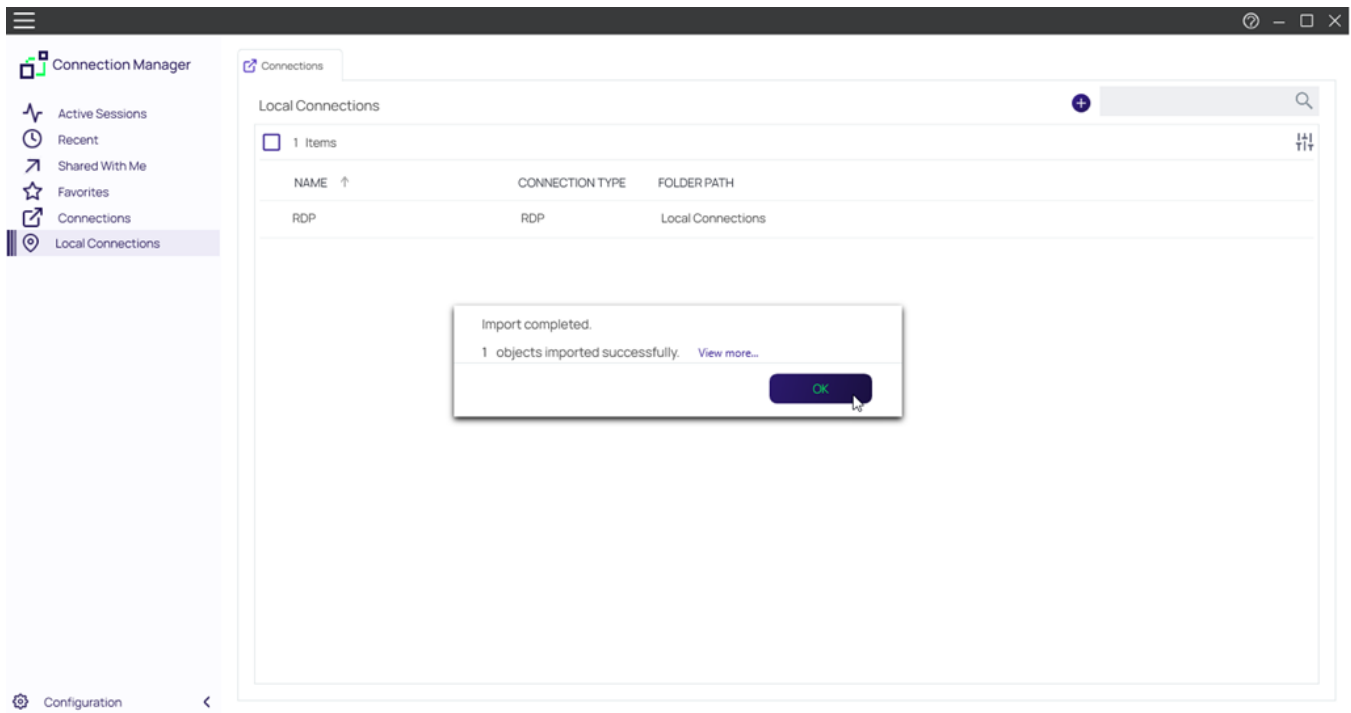 Connection Manager
Active Sessions
Recent
Shared With Me
Favorites
Connections
Local Connections
Configuration
Connections
Local Connections
1 Items
NAME CONNECTION TYPE FOLDER PATH
RDP RDP Local Connections
Import completed.
1 objects imported successfully. View more...
OK